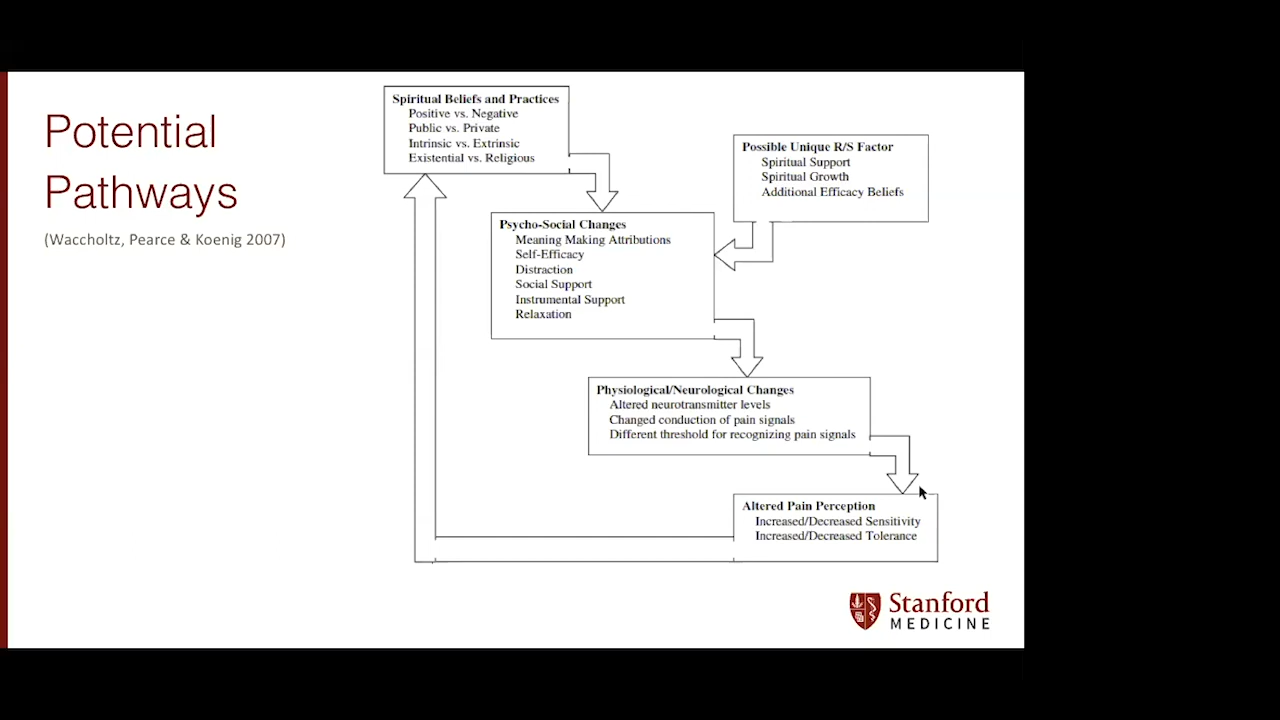 Potential
Pathways
(Waccholtz, Pearce & Koenig 2007)
Spiritual Beliefs and Practices
Positive vs. Negative
Public vs. Private
Intrinsic vs. Extrinsic
Existential vs. Religious
Possible Unique R/S Factor
Spiritual Support
Spiritual Growth
Additional Efficacy Beliefs
Psycho-Social Changes
Meaning Making Attributions
Self-Efficacy
Distraction
Social Support
Instrumental Support
Relaxation
Physiological/Neurological Changes
Altered neurotransmitter levels
Changed conduction of pain signals
Different threshold for recognizing pain signals
Altered Pain Perception
Increased/Decreased Sensitivity
Increased/Decreased Tolerance
Stanford
MEDICINE